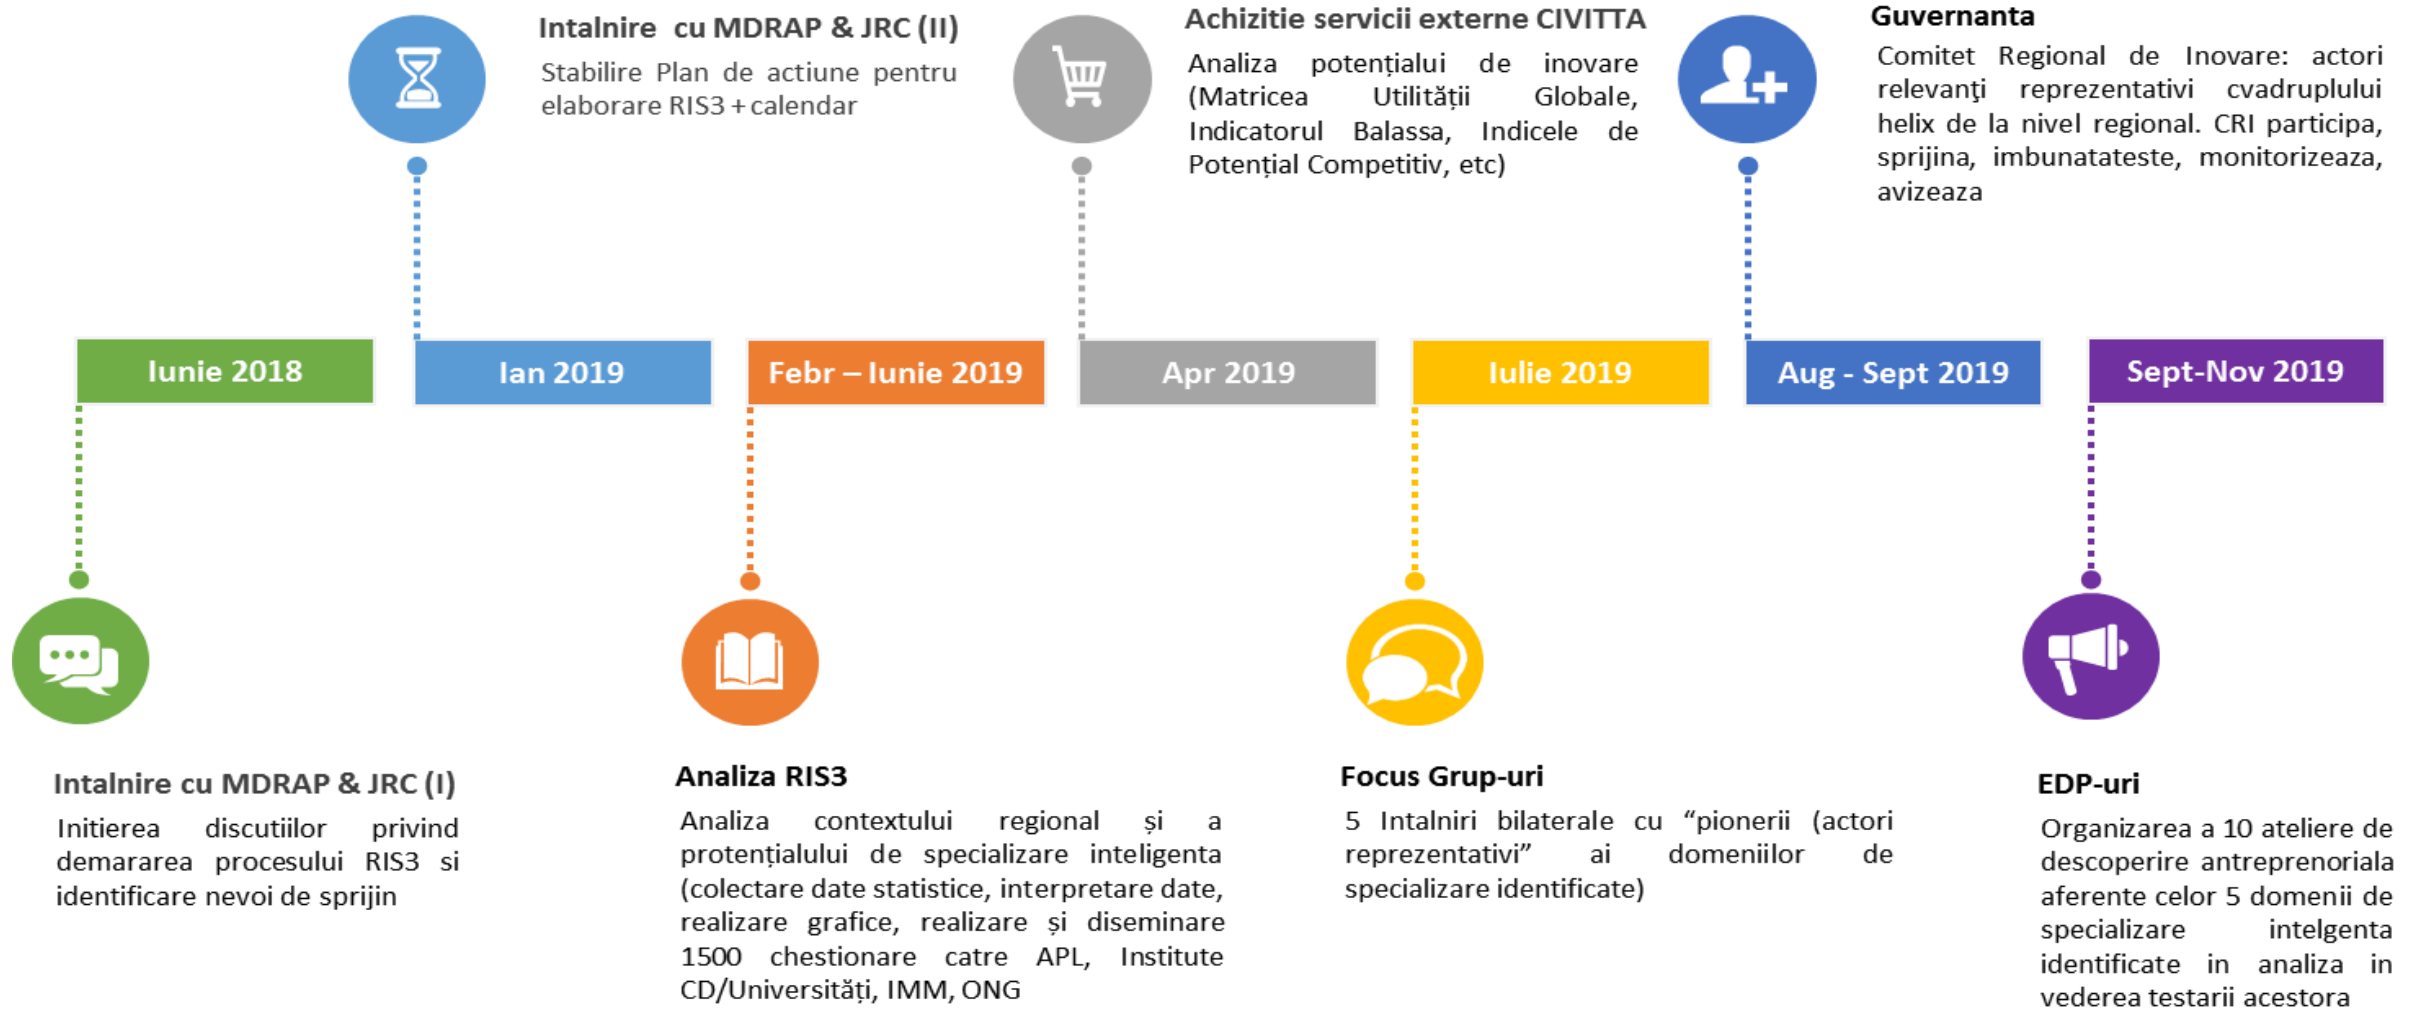 Intalnire cu MDRAP & JRC (II)
Stabilire Plan de actiune pentru
elaborare RIS3 + calendar
Achizitie servicii externe CIVITTA
Analiza potențialui de inovare
(Matricea Utilității Globale,
Indicatorul Balassa, Indicele de
Potențial Competitiv, etc)
Guvernanta
Comitet Regional de Inovare: actori
relevanţi reprezentativi cvadruplului
helix de la nivel regional. CRI participa,
sprijina, imbunatateste, monitorizeaza,
avizeaza
Iunie 2018
Ian 2019
Febr – Iunie 2019
Apr 2019
Iulie 2019
Aug - Sept 2019
Sept-Nov 2019
Intalnire cu MDRAP & JRC (I)
Initierea discutiilor privind
demararea procesului RIS3 si
identificare nevoi de sprijin
Analiza RIS3
Analiza contextului regional și a
protențialului de specializare inteligenta
(colectare date statistice, interpretare date,
realizare grafice, realizare și diseminare
1500 chestionare catre APL, Institute
CD/Universități, IMM, ONG
Focus Grup-uri
5 Intalniri bilaterale cu “pionerii (actori
reprezentativi” ai domeniilor de
specializare identificate)
EDP-uri
Organizarea a 10 ateliere de
descoperire antreprenoriala
aferente celor 5 domenii de
specializare intelgenta
identificate in analiza in
vederea testarii acestora